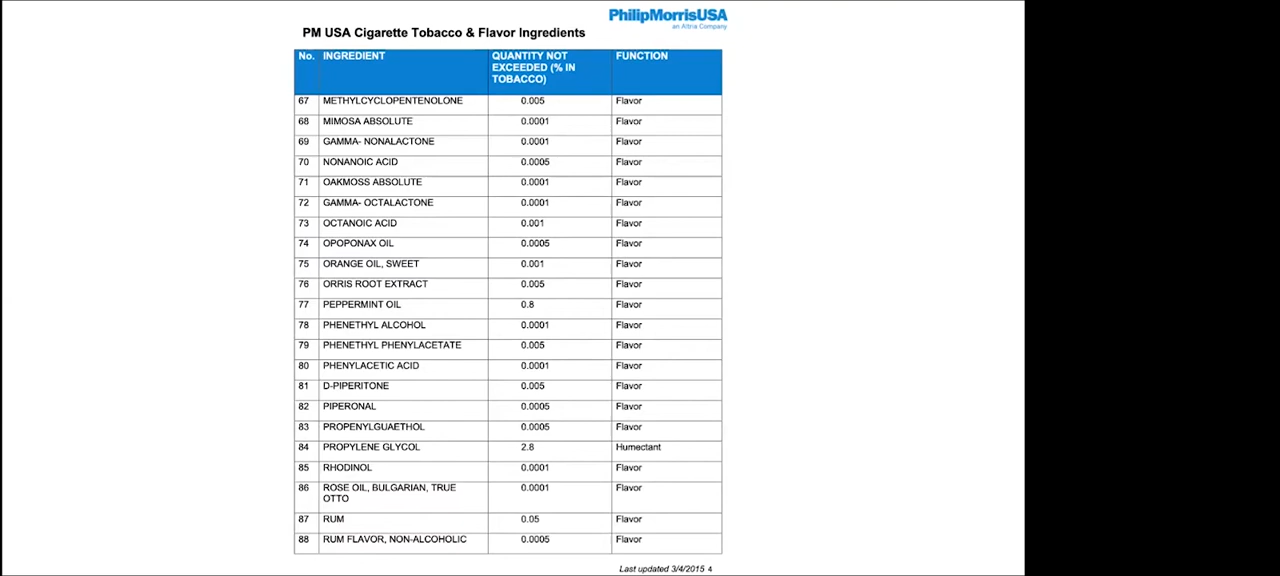 PhilipMorrisUSA
an Altria Company
PM USA Cigarette Tobacco & Flavor Ingredients
No. INGREDIENT QUANTITY NOT EXCEEDED (% IN TOBACCO) FUNCTION
67 METHYLCYCLOPENTENOLONE 0.005 Flavor
68 MIMOSA ABSOLUTE 0.0001 Flavor
69 GAMMA- NONALACTONE 0.0001 Flavor
70 NONANOIC ACID 0.0005 Flavor
71 OAKMOSS ABSOLUTE 0.0001 Flavor
72 GAMMA- OCTALACTONE 0.0001 Flavor
73 OCTANOIC ACID 0.001 Flavor
74 OPOPONAX OIL 0.0005 Flavor
75 ORANGE OIL, SWEET 0.001 Flavor
76 ORRIS ROOT EXTRACT 0.005 Flavor
77 PEPPERMINT OIL 0.8 Flavor
78 PHENETHYL ALCOHOL 0.0001 Flavor
79 PHENETHYL PHENYLACETATE 0.005 Flavor
80 PHENYLACETIC ACID 0.0001 Flavor
81 D-PIPERITONE 0.005 Flavor
82 PIPERONAL 0.0005 Flavor
83 PROPENYLGUAETHOL 0.0005 Flavor
84 PROPYLENE GLYCOL 2.8 Humectant
85 RHODINOL 0.0001 Flavor
86 ROSE OIL, BULGARIAN, TRUE OTTO 0.0001 Flavor
87 RUM 0.05 Flavor
88 RUM FLAVOR, NON-ALCOHOLIC 0.0005 Flavor
Last updated 3/4/2015 4